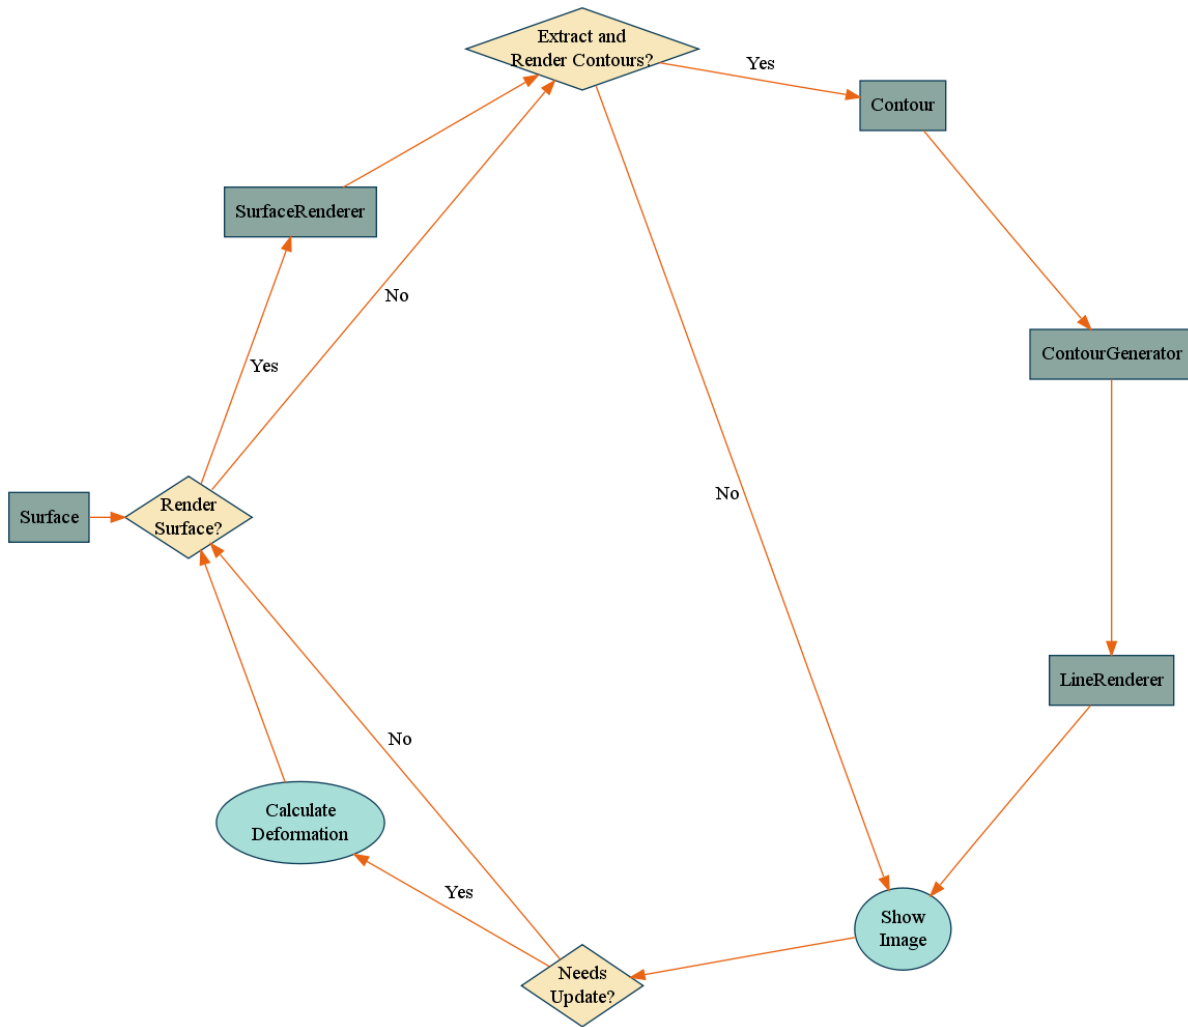 Extract and
Render Contours?
Yes
Contour
SurfaceRenderer
No
ContourGenerator
Yes
No
Surface
Render
Surface?
LineRenderer
No
Calculate
Deformation
Yes
Show
Image
Needs
Update?